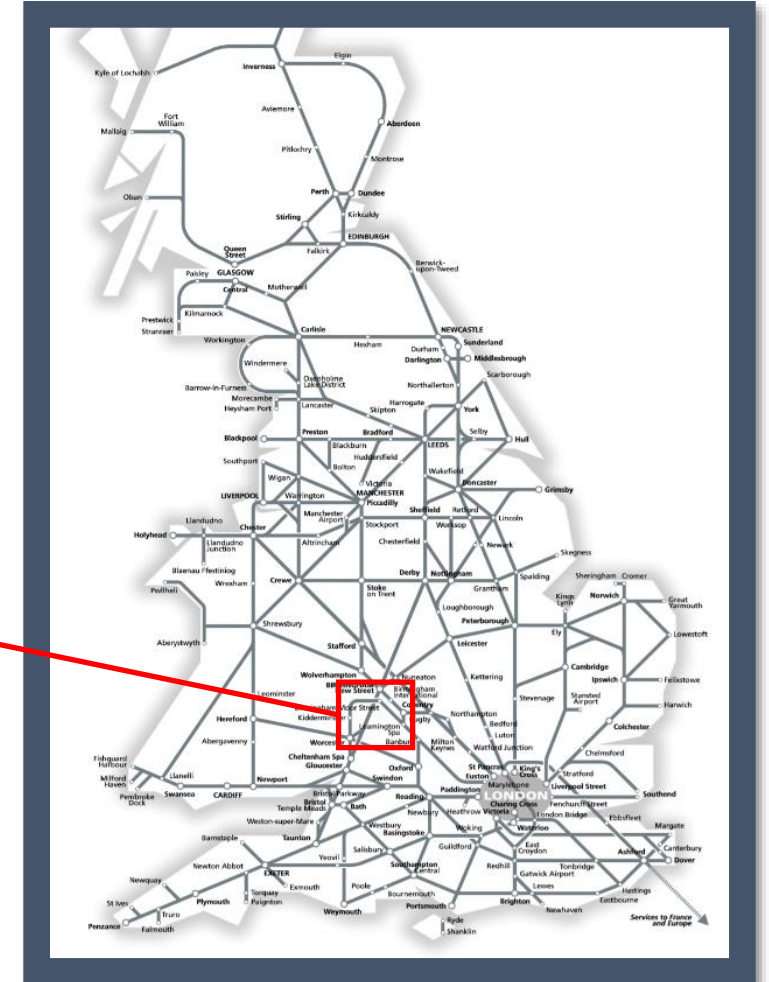 Elgin
Inverness
Kyle of Lochalsh
Aviemore
Fort
William
Mallaig
Aberdeen
Pitlochry
Montrose
Perth
Dundee
Oban
Stirling
Kirkcaldy
EDINBURGH
Queen
Street
Falkirk
Berwick-
upon-Tweed
Paisley
GLASGOW
Central
Motherwell
Prestwick
Kilmarnock
Stranraer
Carlisle
NEWCASTLE
Workington
Hexham
Sunderland
Durham
Darlington
Middlesbrough
Windermere
Scarborough
Oxenholme
Lake District
Northallerton
Barrow-in-Furness
Morecambe
Heysham Port
Lancaster
Harrogate
York
Skipton
Blackpool
Preston
Bradford
Selby
Hull
Blackburn
LEEDS
Huddersfield
Southport
Bolton
Wakefield
Wigan
Victoria
Doncaster
LIVERPOOL
Warrington
MANCHESTER
Piccadilly
Grimsby
Manchester
Airport
Sheffield
Retford
Llandudno
Stockport
Worksop
Lincoln
Holyhead
Chester
Llandudno
Junction
Altrincham
Chesterfield
Newark
Skegness
Blaenau Ffestiniog
Wrexham
Crewe
Derby
Nottingham
Spalding
Sheringham
Cromer
Pwllheli
Stoke
on Trent
Grantham
Kings
Lynn
Norwich
Great
Yarmouth
Loughborough
Shrewsbury
Peterborough
Ely
Lowestoft
Aberystwyth
Stafford
Leicester
Wolverhampton
Nuneaton
Kettering
Cambridge
New Street
Birmingham
International
Ipswich
Felixstowe
Leominster
Moor Street
Coventry
Stevenage
Stansted
Airport
Harwich
Kidderminster
Rugby
Northampton
Hereford
Leamington
Spa
Bedford
Colchester
Abergavenny
Worcester
Banbury
Milton
Keynes
Luton
Watford Junction
Chelmsford
Fishguard
Harbour
Cheltenham Spa
Gloucester
Oxford
St Pancras
King's
Cross
Euston
Stratford
Milford
Haven
Llanelli
Newport
Swindon
Marylebone
Liverpool Street
Pembroke
Dock
Swansea
CARDIFF
Bristol Parkway
Reading
Paddington
LONDON
Southend
Bristol
Temple Meads
Bath
Newbury
Heathrow
Victoria
Charing Cross
Fenchurch Street
Weston-super-Mare
London Bridge
Ebbsfleet
Barnstaple
Westbury
Basingstoke
Woking
Waterloo
Margate
Taunton
Salisbury
Guildford
East
Croydon
Canterbury
Yeovil
Ashford
Dover
Newton Abbot
EXETER
Southampton
Central
Redhill
Tonbridge
Gatwick Airport
Newquay
Exmouth
Poole
Lewes
Hastings
Torquay
Paignton
Bournemouth
Eastbourne
St Ives
Plymouth
Weymouth
Portsmouth
Brighton
Newhaven
Truro
Penzance
Falmouth
Ryde
Shanklin
Services to France
and Europe